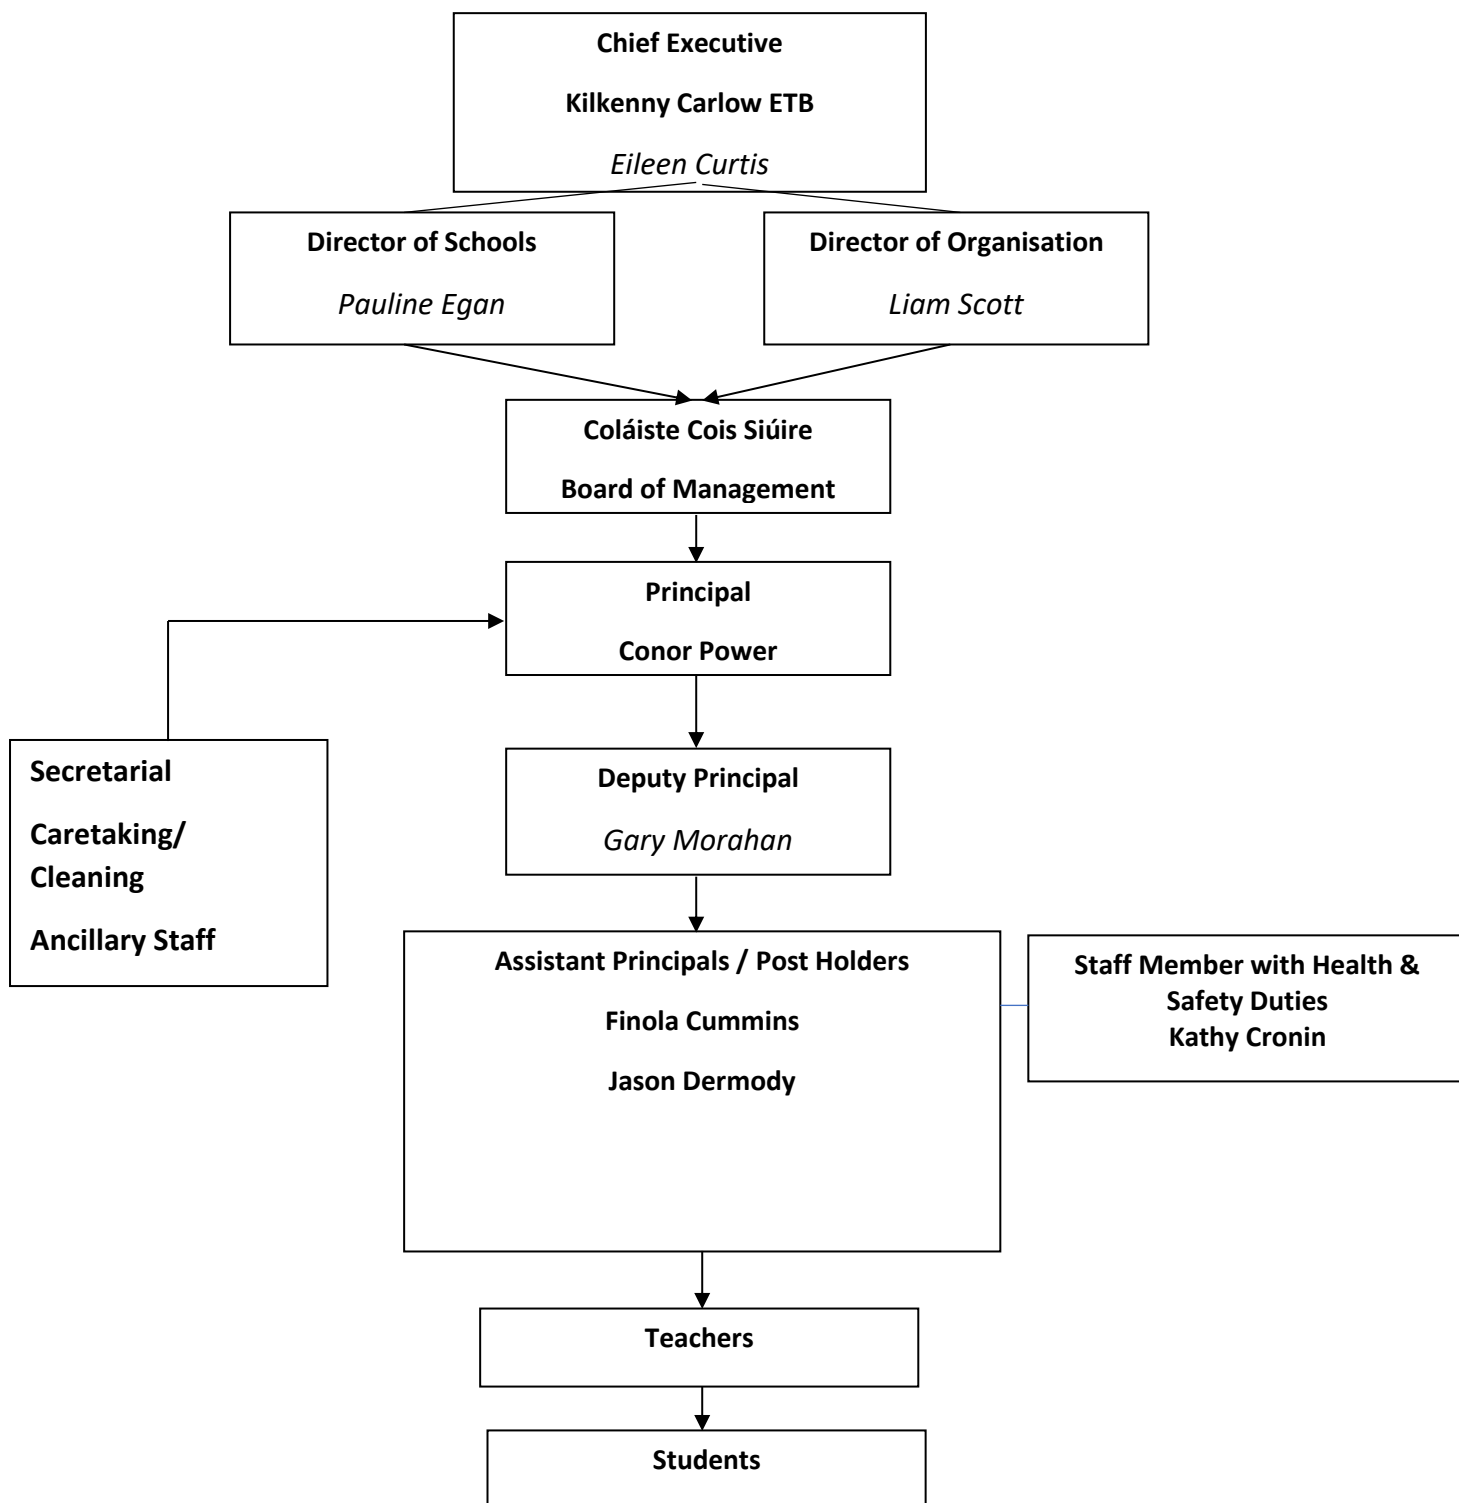 Chief Executive
Kilkenny Carlow ETB
Eileen Curtis
Director of Schools
Pauline Egan
Director of Organisation
Liam Scott
Coláiste Cois Siúire
Board of Management
Principal
Conor Power
Secretarial
Caretaking/
Cleaning
Ancillary Staff
Deputy Principal
Gary Morahan
Assistant Principals / Post Holders
Finola Cummins
Jason Dermody
Staff Member with Health &
Safety Duties
Kathy Cronin
Teachers
Students